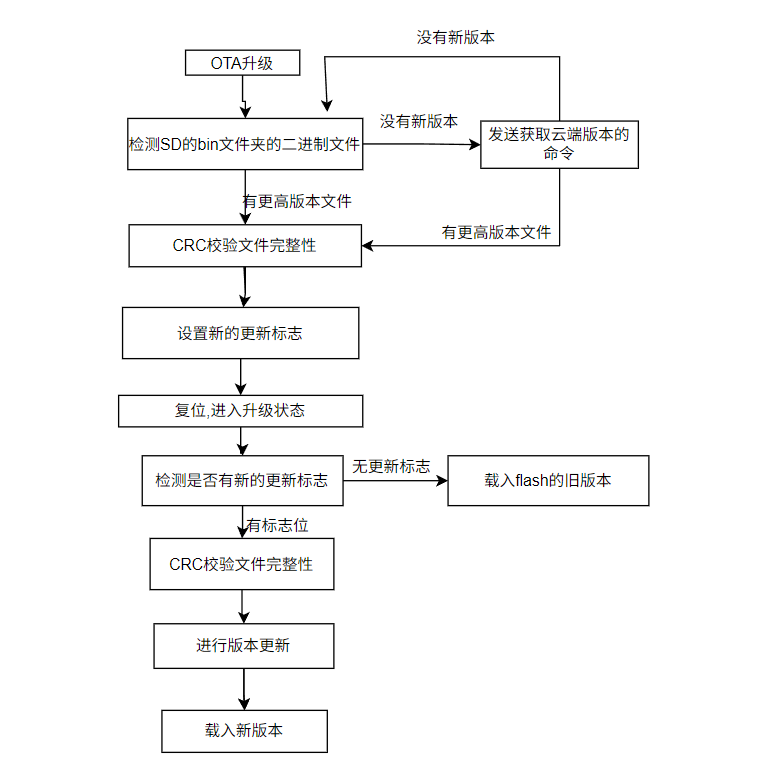 没有新版本
OTA升级
检测SD的bin文件夹的二进制文件
没有新版本
发送获取云端版本的
命令
有更高版本文件
有更高版本文件
CRC校验文件完整性
设置新的更新标志
复位,进入升级状态
检测是否有新的更新标志
无更新标志
载入flash的旧版本
有标志位
CRC校验文件完整性
进行版本更新
载入新版本